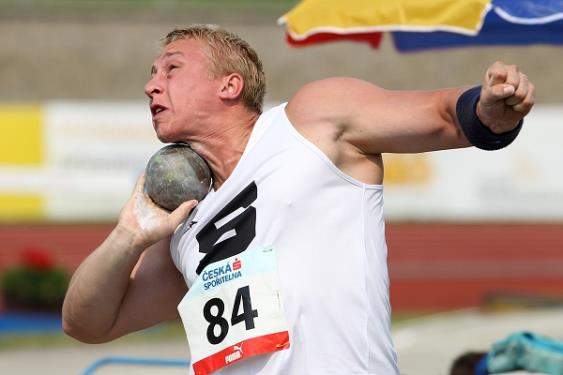 S
ČESKÁ
SPOŘITELNA
84
PUMA